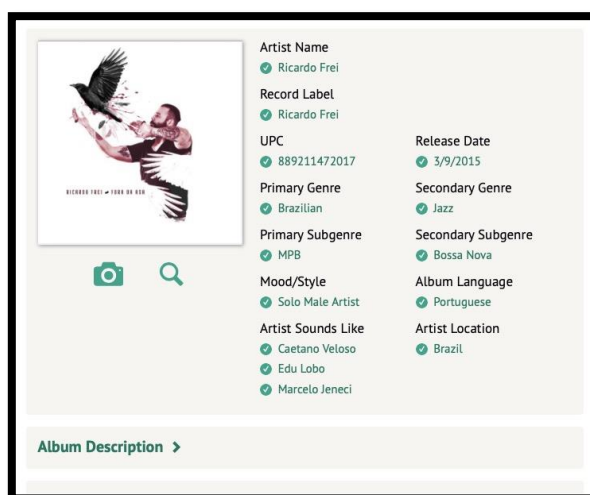 Artist Name
Ricardo Frei
Record Label
Ricardo Frei
UPC
889211472017
Release Date
3/9/2015
Primary Genre
Brazilian
Secondary Genre
Jazz
Primary Subgenre
MPB
Secondary Subgenre
Bossa Nova
Mood/Style
Solo Male Artist
Album Language
Portuguese
Artist Sounds Like
Caetano Veloso
Edu Lobo
Marcelo Jeneci
Artist Location
Brazil
RICARDO FREI
Album Description